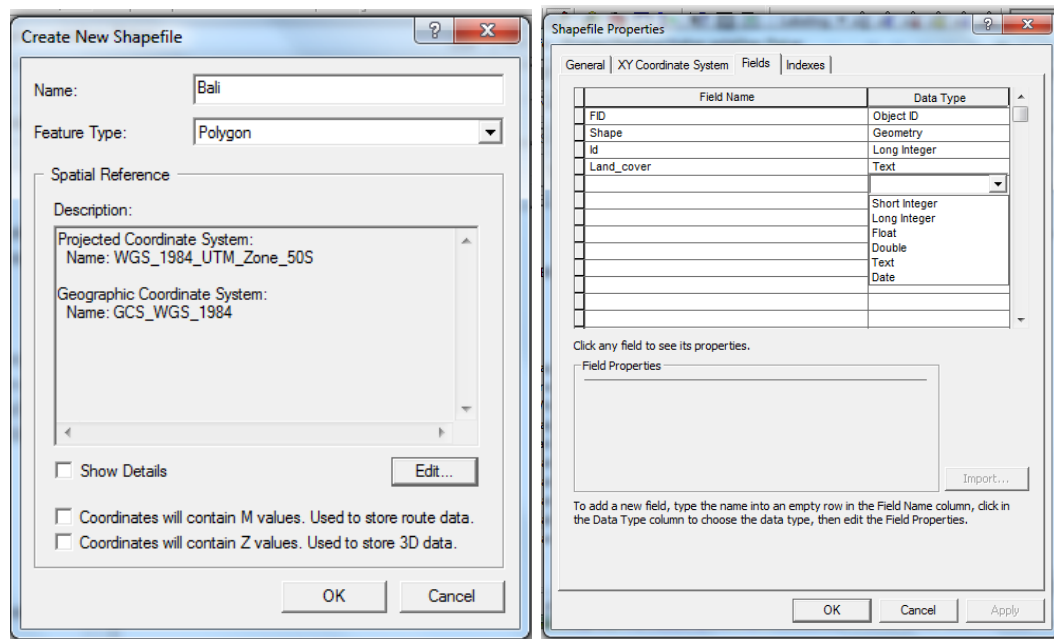 Create New Shapefile
Name:
Bali
Feature Type:
Polygon
Spatial Reference
Description:
Projected Coordinate System:
Name: WGS_1984_UTM_Zone_50S
Geographic Coordinate System:
Name: GCS_WGS_1984
Show Details
Edit...
Coordinates will contain M values. Used to store route data.
Coordinates will contain Z values. Used to store 3D data.
OK Cancel
Shapefile Properties
General XY Coordinate System Fields Indexes
Field Name Data Type
FID Object ID
Shape Geometry
Id Long Integer
Land_cover Text
Short Integer
Long Integer
Float
Double
Text
Date
Click any field to see its properties.
Field Properties
Import...
To add a new field, type the name into an empty row in the Field Name column, click in
the Data Type column to choose the data type, then edit the Field Properties.
OK Cancel Apply